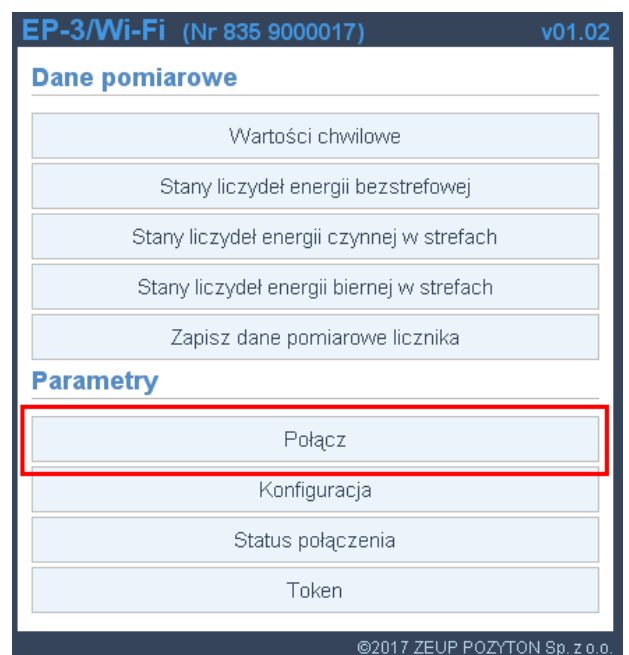 EP-3/Wi-Fi (Nr 835 9000017) v01.02
Dane pomiarowe
Wartości chwilowe
Stany liczydeł energii bezstrefowej
Stany liczydeł energii czynnej w strefach
Stany liczydeł energii biernej w strefach
Zapisz dane pomiarowe licznika
Parametry
Połącz
Konfiguracja
Status połączenia
Token
©2017 ZEUP POZYTON Sp. z o.o.